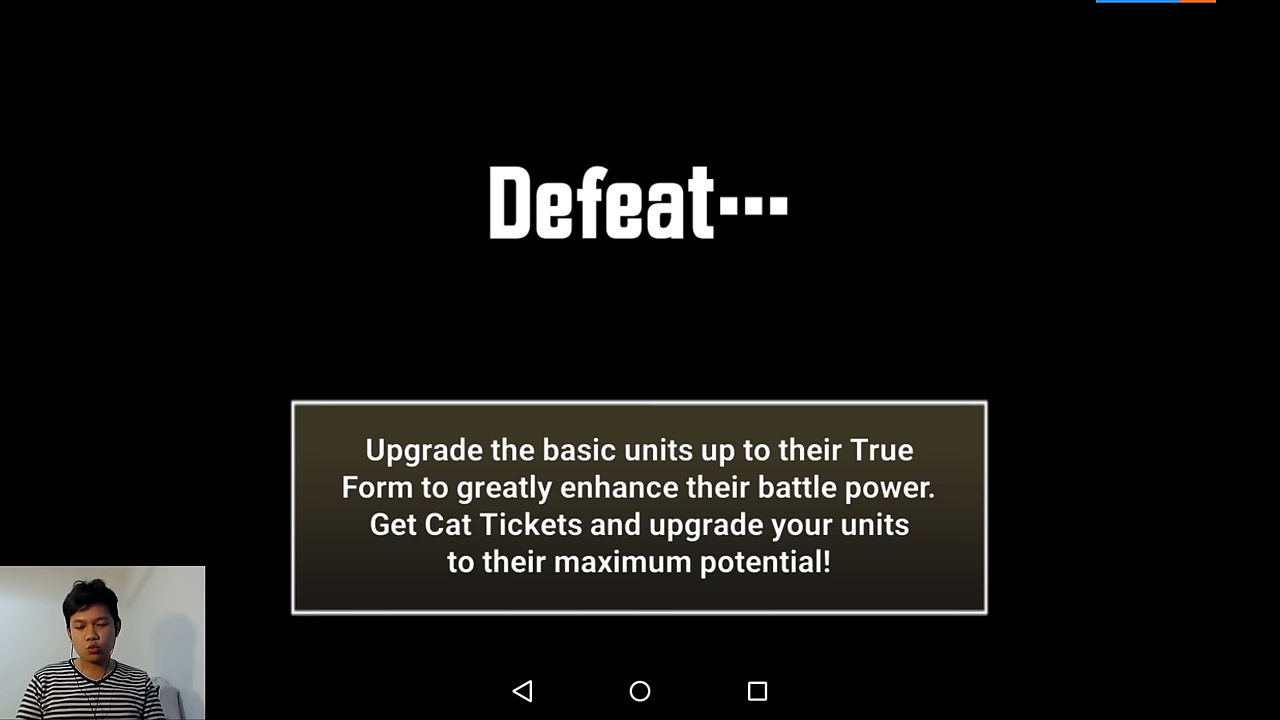 Defeat...
Upgrade the basic units up to their True
Form to greatly enhance their battle power.
Get Cat Tickets and upgrade your units
to their maximum potential!